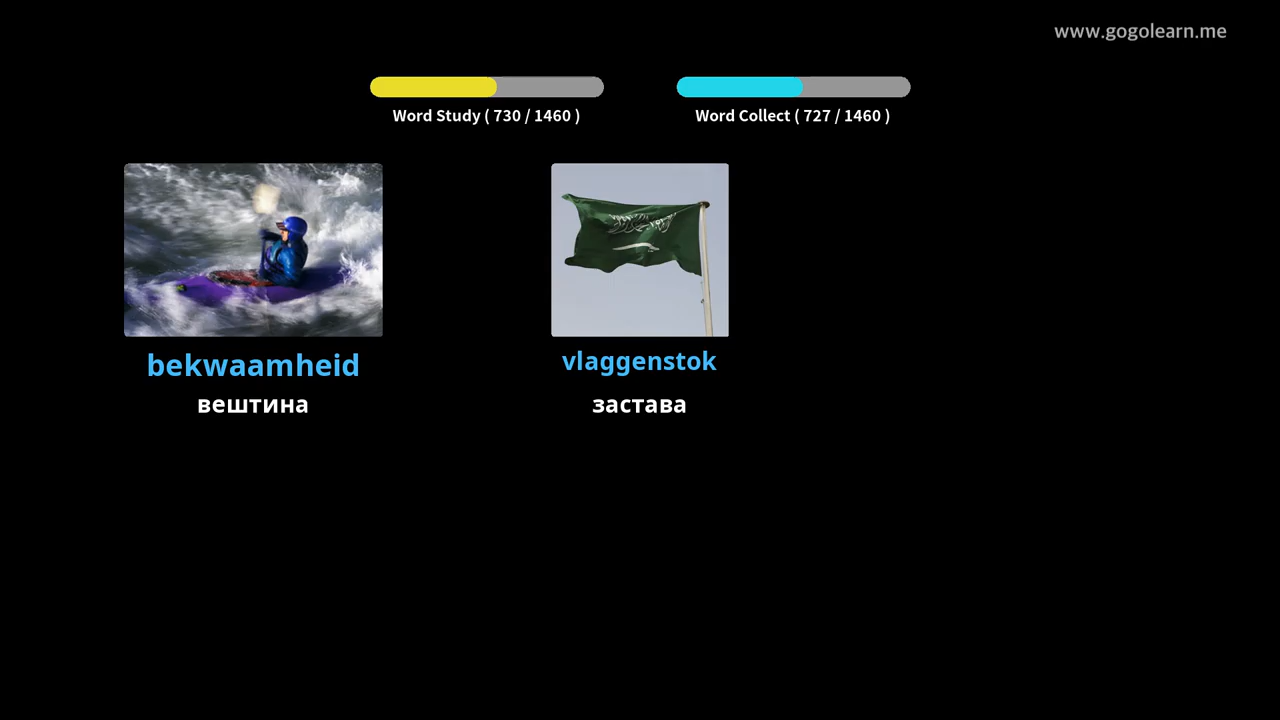 www.gogolearn.me
Word Study ( 730 / 1460 )
Word Collect ( 727 / 1460 )
bekwaamheid
вештина
vlaggenstok
застава